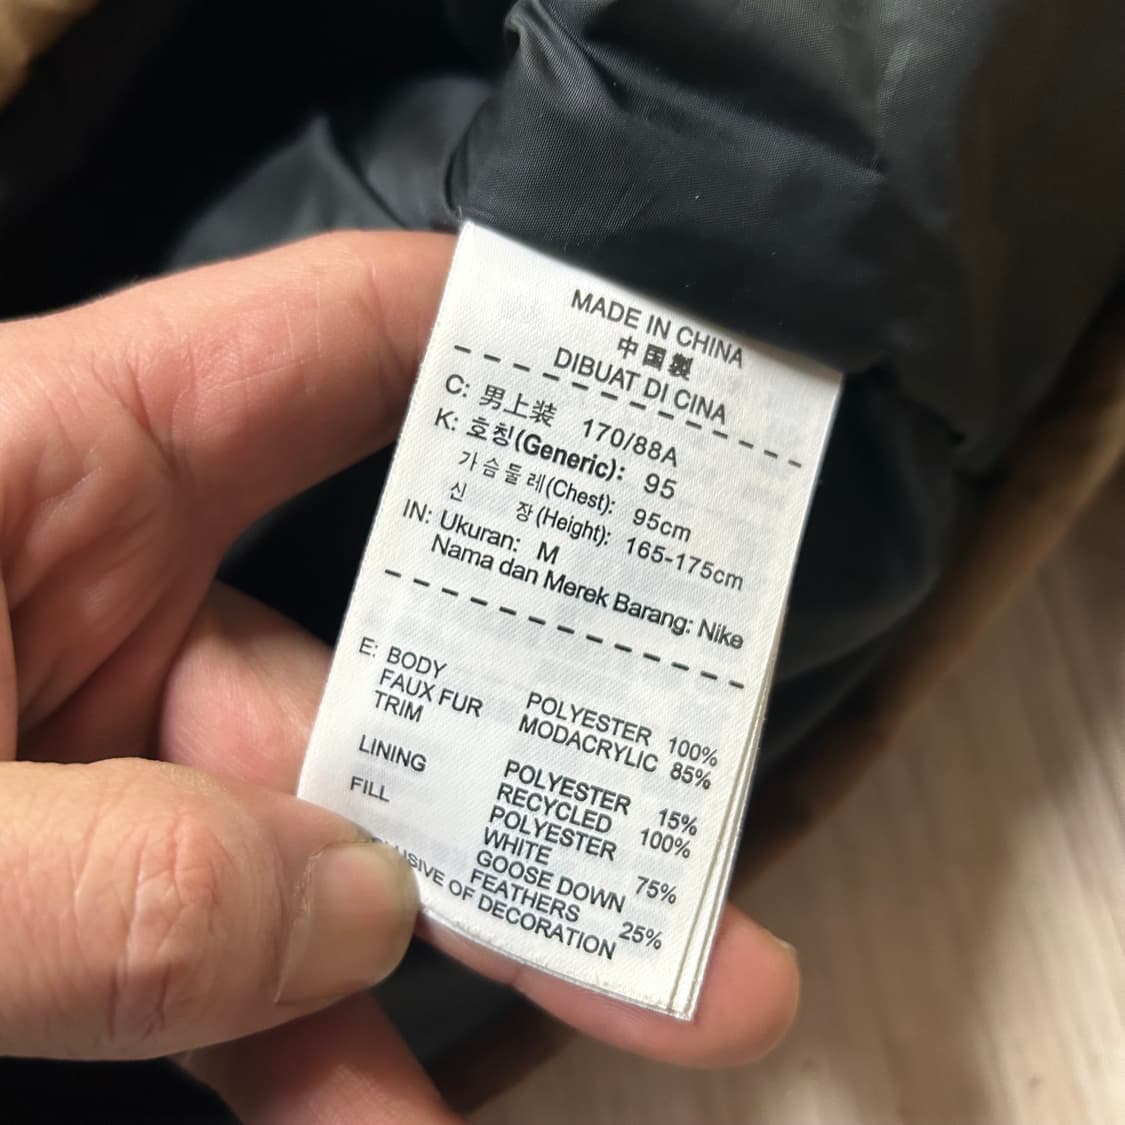 MADE IN CHINA
中国製
DIBUAT DI CINA
C: 男上装 170/88A
K: 호칭(Generic): 95
가슴둘레(Chest): 95cm
신 장(Height): 165-175cm
IN: Ukuran: M
Nama dan Merek Barang: Nike
E: BODY POLYESTER 100%
FAUX FUR MODACRYLIC 85%
TRIM
POLYESTER 15%
LINING RECYCLED 100%
POLYESTER
FILL WHITE 75%
GOOSE DOWN
FEATHERS 25%
OF DECORATION